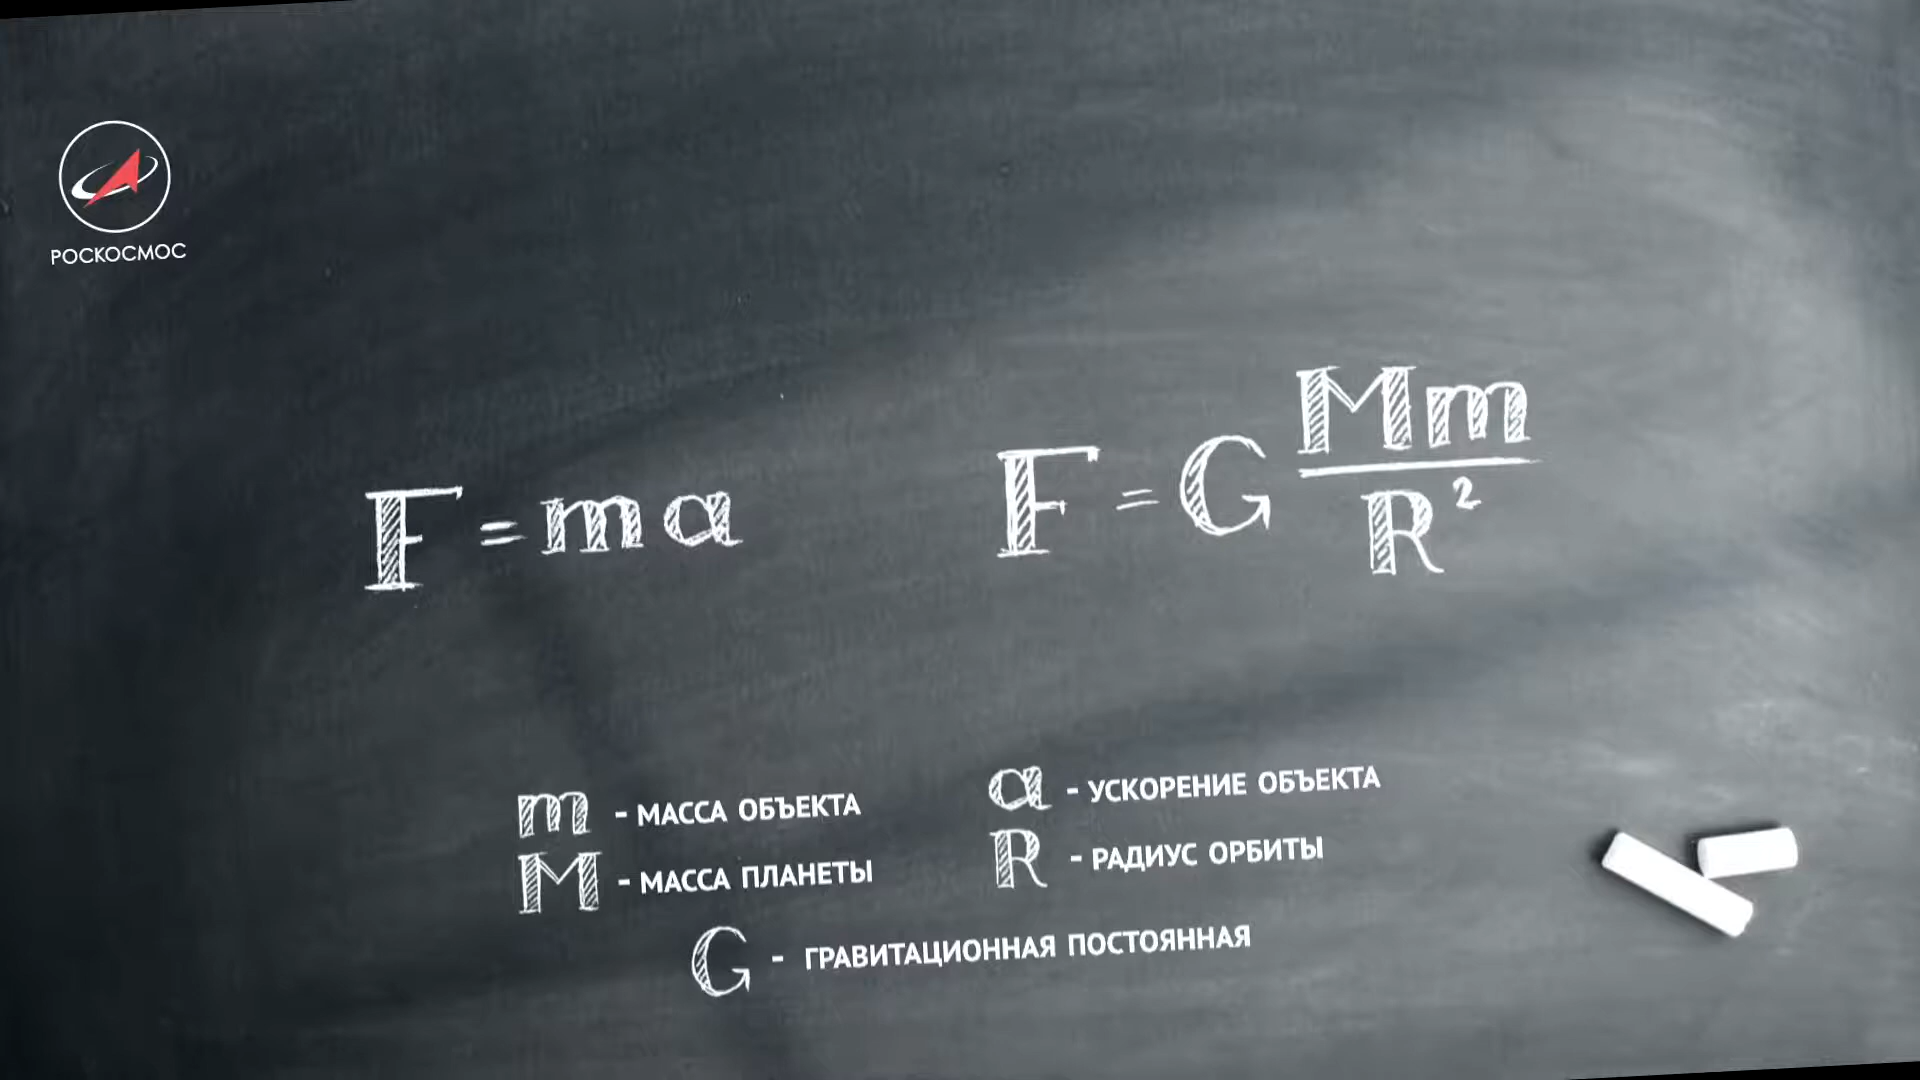 РОСКОСМОС
F = ma
F = G Mm / R²
m - МАССА ОБЪЕКТА
a - УСКОРЕНИЕ ОБЪЕКТА
M - МАССА ПЛАНЕТЫ
R - РАДИУС ОРБИТЫ
G - ГРАВИТАЦИОННАЯ ПОСТОЯННАЯ